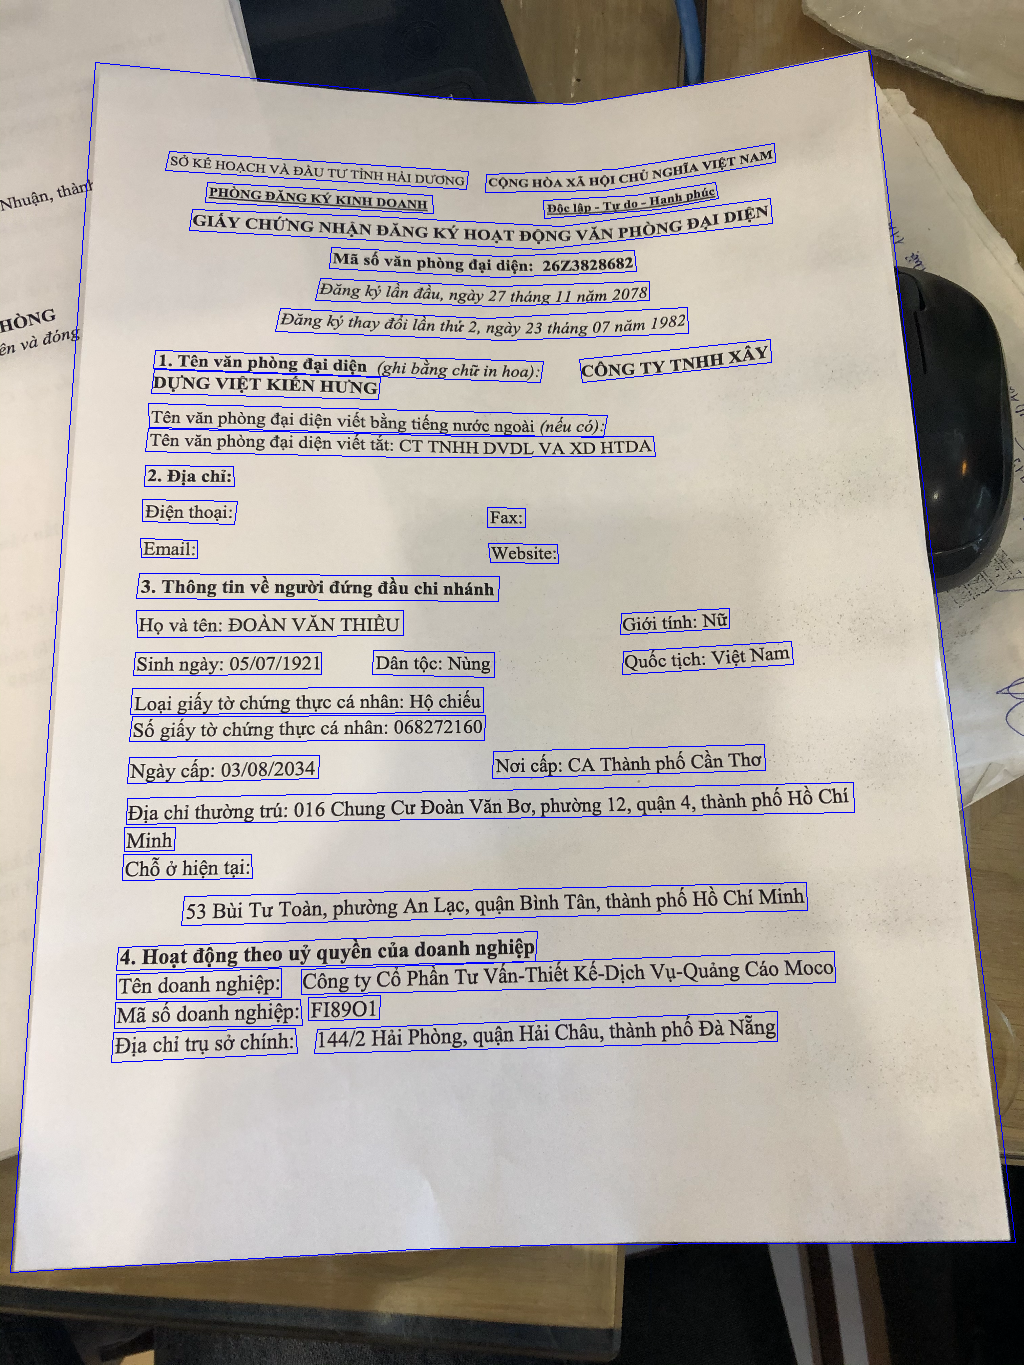 SỞ KẾ HOẠCH VÀ ĐẦU TƯ TỈNH HẢI DƯƠNG
CỘNG HÒA XÃ HỘI CHỦ NGHĨA VIỆT NAM
PHÒNG ĐĂNG KÝ KINH DOANH
Độc lập - Tự do - Hạnh phúc
GIẤY CHỨNG NHẬN ĐĂNG KÝ HOẠT ĐỘNG VĂN PHÒNG ĐẠI DIỆN
Mã số văn phòng đại diện: 26Z3828682
Đăng ký lần đầu, ngày 27 tháng 11 năm 2078
Đăng ký thay đổi lần thứ 2, ngày 23 tháng 07 năm 1982
1. Tên văn phòng đại diện (ghi bằng chữ in hoa): CÔNG TY TNHH XÂY
DỰNG VIỆT KIẾN HƯNG
Tên văn phòng đại diện viết bằng tiếng nước ngoài (nếu có):
Tên văn phòng đại diện viết tắt: CT TNHH DVDL VA XD HTDA
2. Địa chỉ:
Điện thoại: Fax:
Email: Website:
3. Thông tin về người đứng đầu chi nhánh
Họ và tên: ĐOÀN VĂN THIỀU Giới tính: Nữ
Sinh ngày: 05/07/1921 Dân tộc: Nùng Quốc tịch: Việt Nam
Loại giấy tờ chứng thực cá nhân: Hộ chiếu
Số giấy tờ chứng thực cá nhân: 068272160
Ngày cấp: 03/08/2034 Nơi cấp: CA Thành phố Cần Thơ
Địa chỉ thường trú: 016 Chung Cư Đoàn Văn Bơ, phường 12, quận 4, thành phố Hồ Chí
Minh
Chỗ ở hiện tại:
53 Bùi Tư Toàn, phường An Lạc, quận Bình Tân, thành phố Hồ Chí Minh
4. Hoạt động theo uỷ quyền của doanh nghiệp
Tên doanh nghiệp: Công ty Cổ Phần Tư Vấn-Thiết Kế-Dịch Vụ-Quảng Cáo Moco
Mã số doanh nghiệp: FI89O1
Địa chỉ trụ sở chính: 144/2 Hải Phòng, quận Hải Châu, thành phố Đà Nẵng
Nhuận, thành
HÒNG
ên và đóng